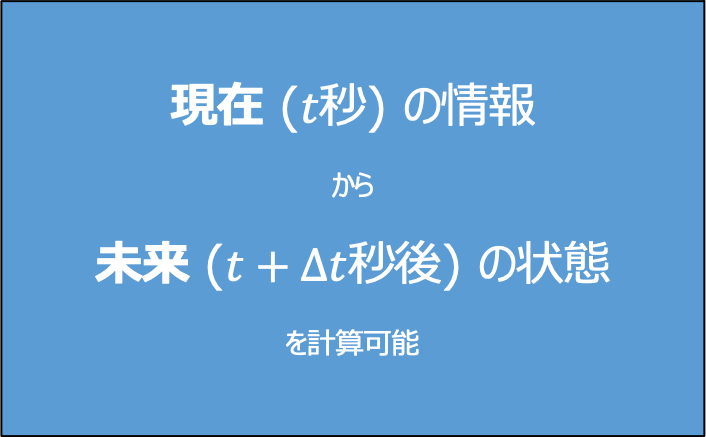 現在 (𝑡秒) の情報
から
未来 (𝑡 + Δ𝑡秒後) の状態
を計算可能